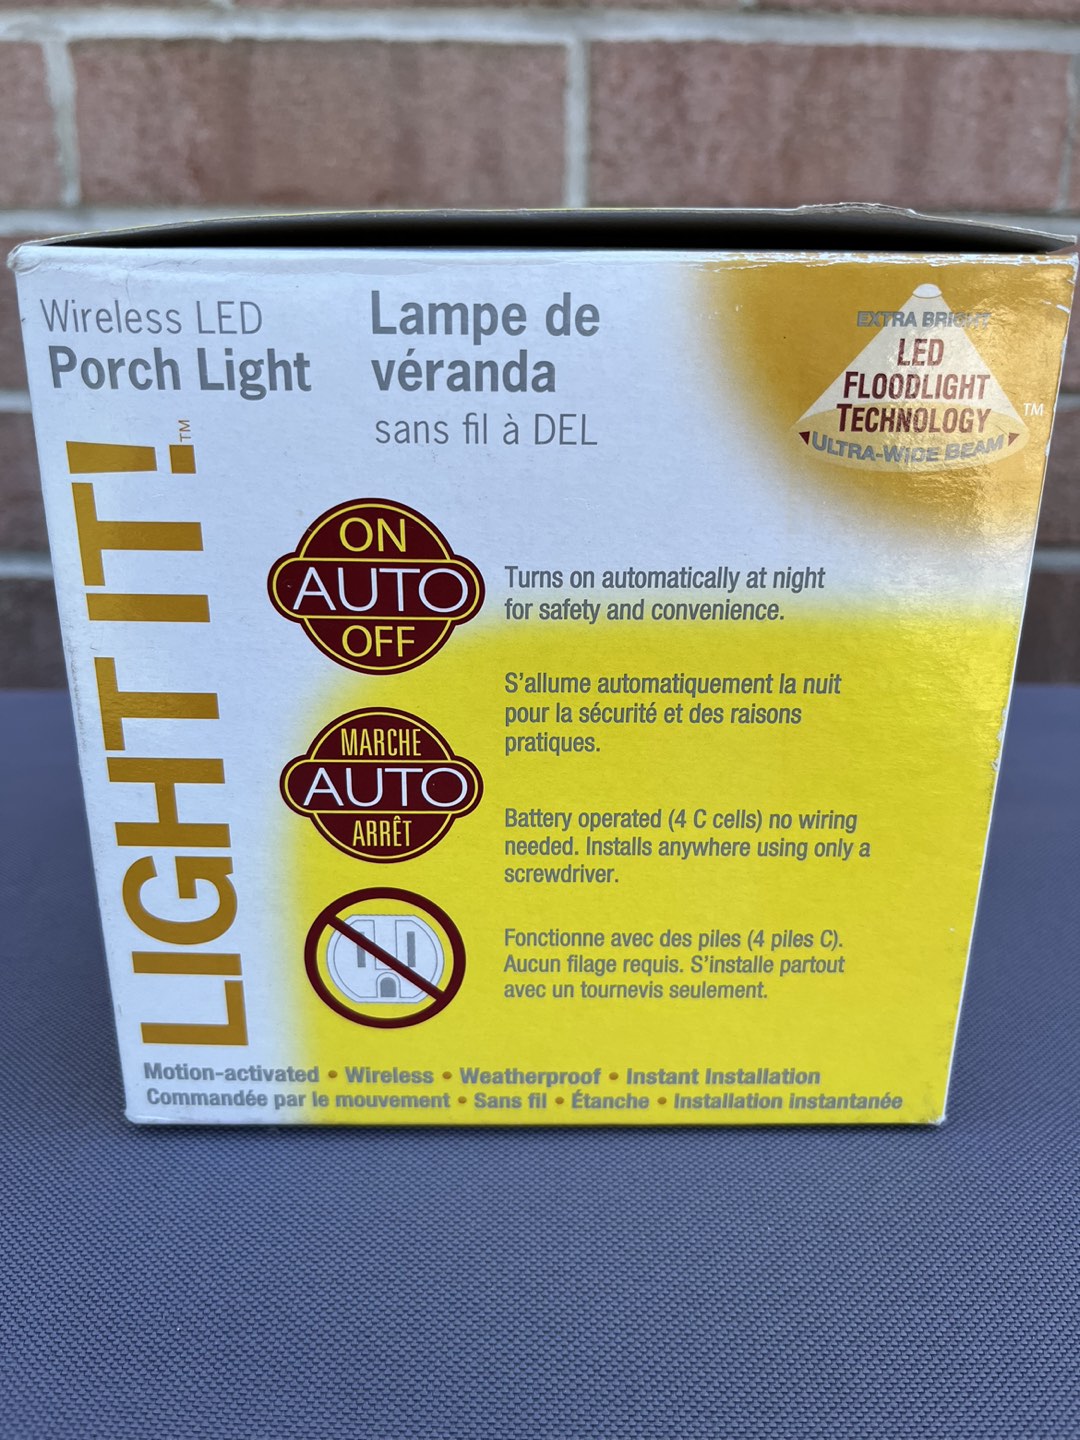 Wireless LED
Porch Light
Lampe de
véranda
sans fil à DEL
EXTRA BRIGHT
LED
FLOODLIGHT
TECHNOLOGY™
ULTRA-WIDE BEAM
LIGHT IT!™
ON
AUTO
OFF
Turns on automatically at night
for safety and convenience.
S'allume automatiquement la nuit
pour la sécurité et des raisons
pratiques.
MARCHE
AUTO
ARRÊT
Battery operated (4 C cells) no wiring
needed. Installs anywhere using only a
screwdriver.
Fonctionne avec des piles (4 piles C).
Aucun filage requis. S'installe partout
avec un tournevis seulement.
Motion-activated • Wireless • Weatherproof • Instant Installation
Commandée par le mouvement • Sans fil • Étanche • Installation instantanée